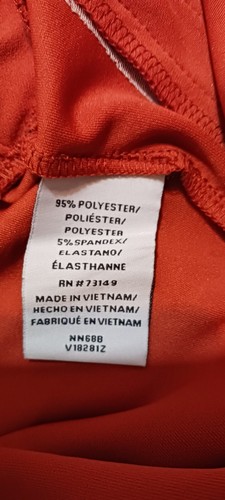 95% POLYESTER/
POLIÉSTER/
POLYESTER
5% SPANDEX/
ELASTANO/
ÉLASTHANNE
RN #73149
MADE IN VIETNAM/
HECHO EN VIETNAM/
FABRIQUÉ EN VIETNAM
NN68B
V18281Z